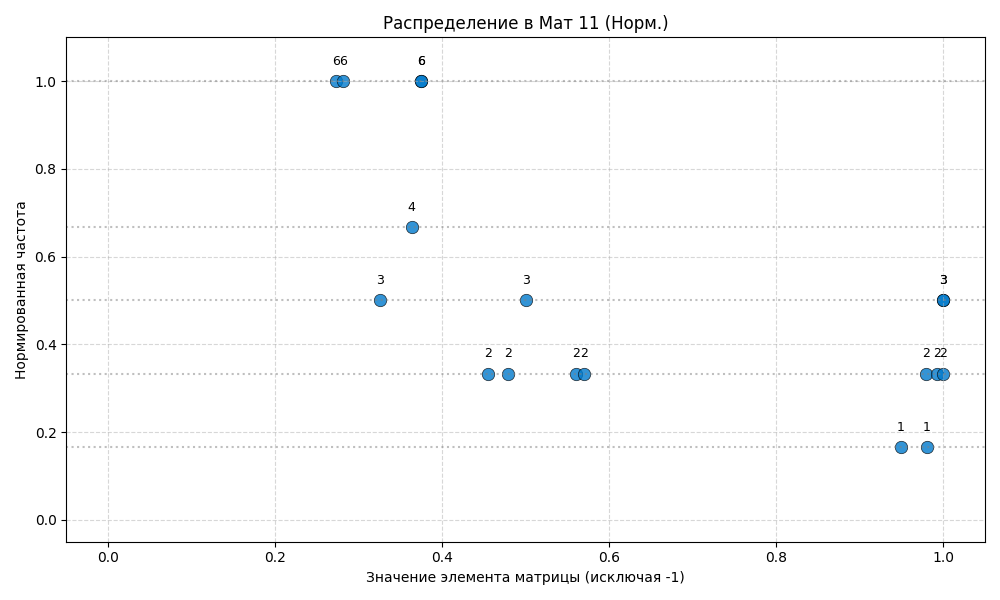 Распределение в Мат 11 (Норм.)
66 6
1.0
0.8
4
0.6
3 3 3
0.4
2 2 22 2 22
1 1
0.2
0.0
Нормированная частота
0.0 0.2 0.4 0.6 0.8 1.0
Значение элемента матрицы (исключая -1)